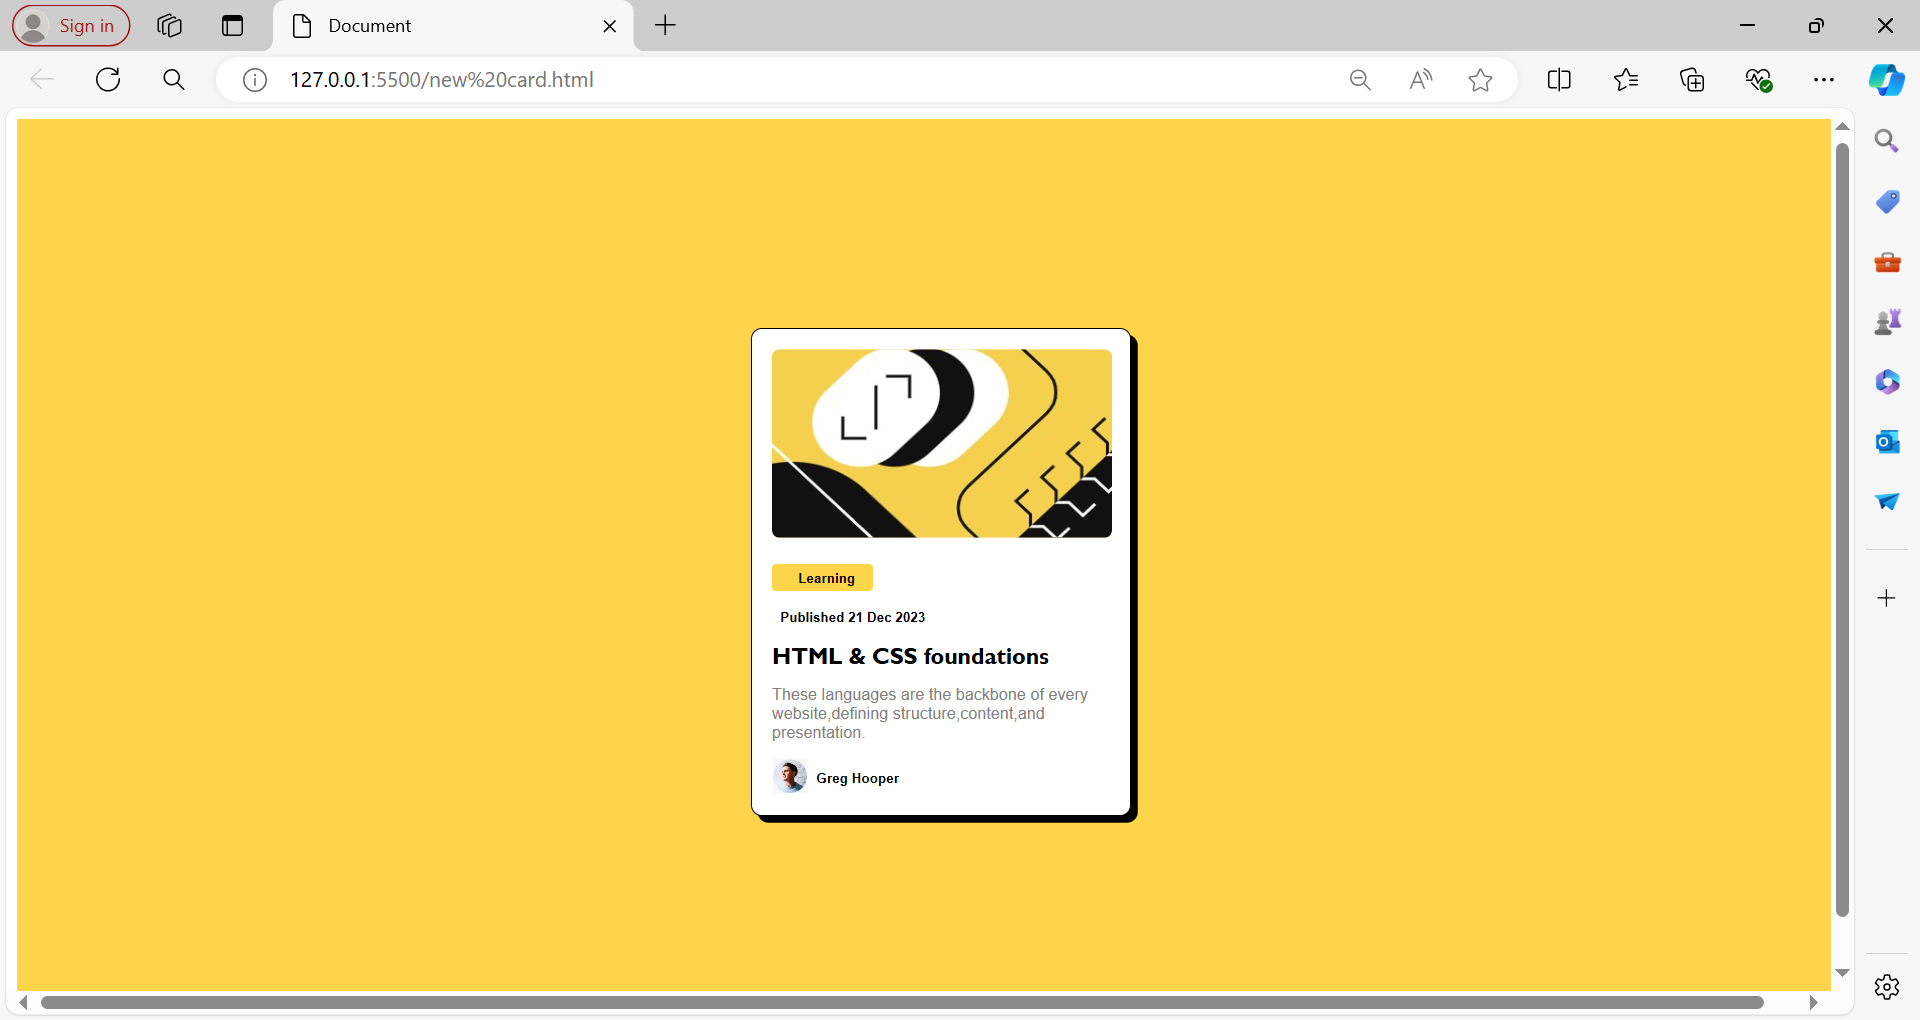 Sign in
Document
127.0.0.1:5500/new%20card.html
Learning
Published 21 Dec 2023
HTML & CSS foundations
These languages are the backbone of every
website,defining structure,content,and
presentation.
Greg Hooper